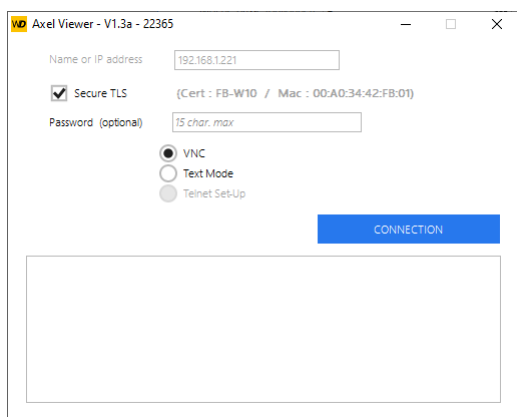 WD Axel Viewer - V1.3a - 22365
Name or IP address 192.168.1.221
Secure TLS (Cert : FB-W10 / Mac : 00:A0:34:42:FB:01)
Password (optional) 15 char. max
VNC
Text Mode
Telnet Set-Up
CONNECTION